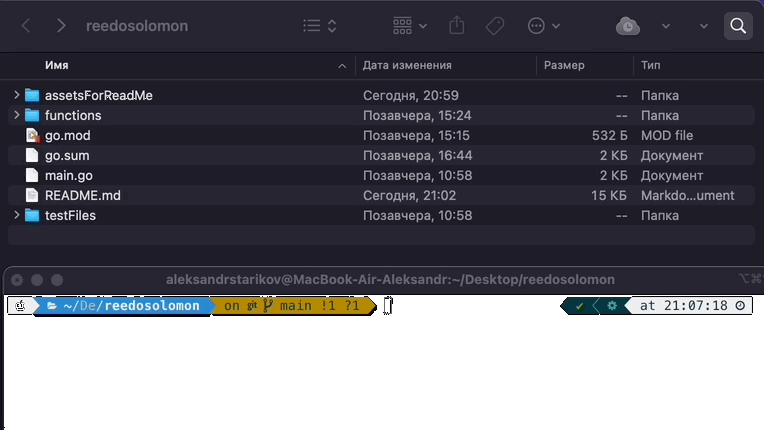 reedosolomon
Имя Дата изменения Размер Тип
assetsForReadMe Сегодня, 20:59 -- Папка
functions Позавчера, 15:24 -- Папка
go.mod Позавчера, 15:15 532 Б MOD file
go.sum Позавчера, 16:44 2 КБ Документ
main.go Позавчера, 10:58 2 КБ Документ
README.md Сегодня, 21:02 15 КБ Markdo...ument
testFiles Позавчера, 10:58 -- Папка
aleksandrstarikov@MacBook-Air-Aleksandr:~/Desktop/reedosolomon ⌥⌘
~/De/reedosolomon on git main !1 ?1 ✔ at 21:07:18